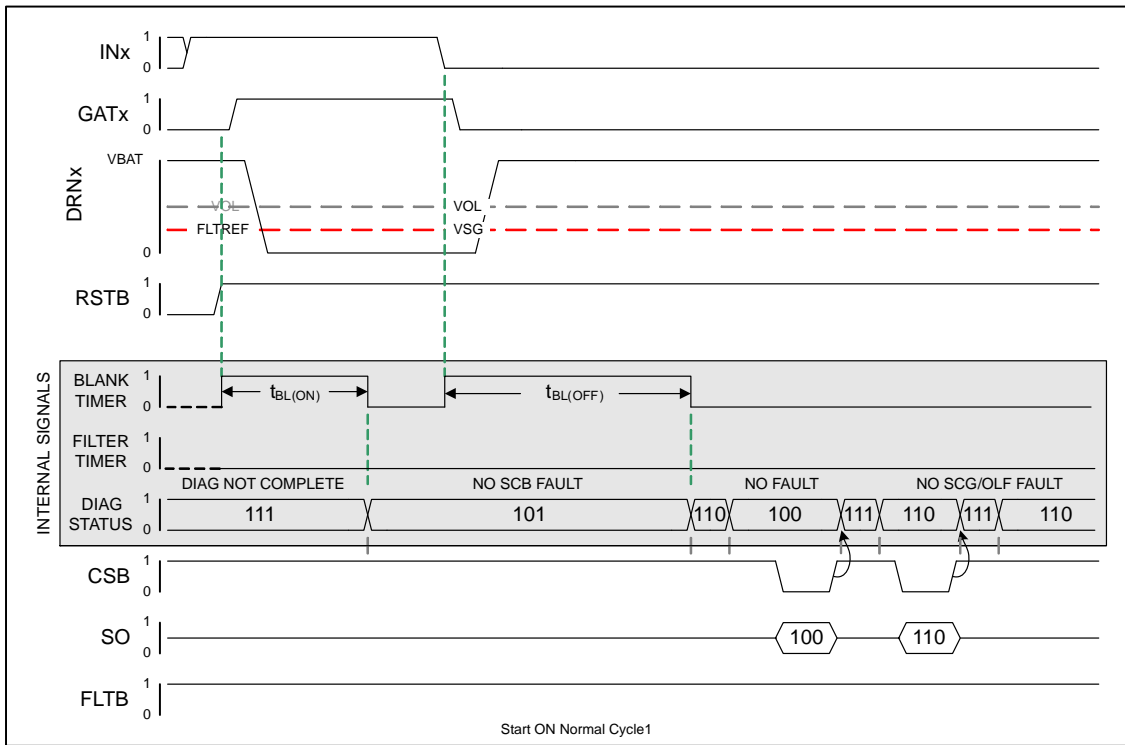 INx
1
0
GATx
1
0
DRNx
VBAT
0
VOL
VOL
FLTREF
VSG
RSTB
1
0
INTERNAL SIGNALS
BLANK
TIMER
1
0
tBL(ON)
tBL(OFF)
FILTER
TIMER
1
0
DIAG NOT COMPLETE
NO SCB FAULT
NO FAULT
NO SCG/OLF FAULT
DIAG
STATUS
1
0
111
101
110
100
111
110
111
110
CSB
1
0
SO
1
0
100
110
FLTB
1
0
Start ON Normal Cycle1